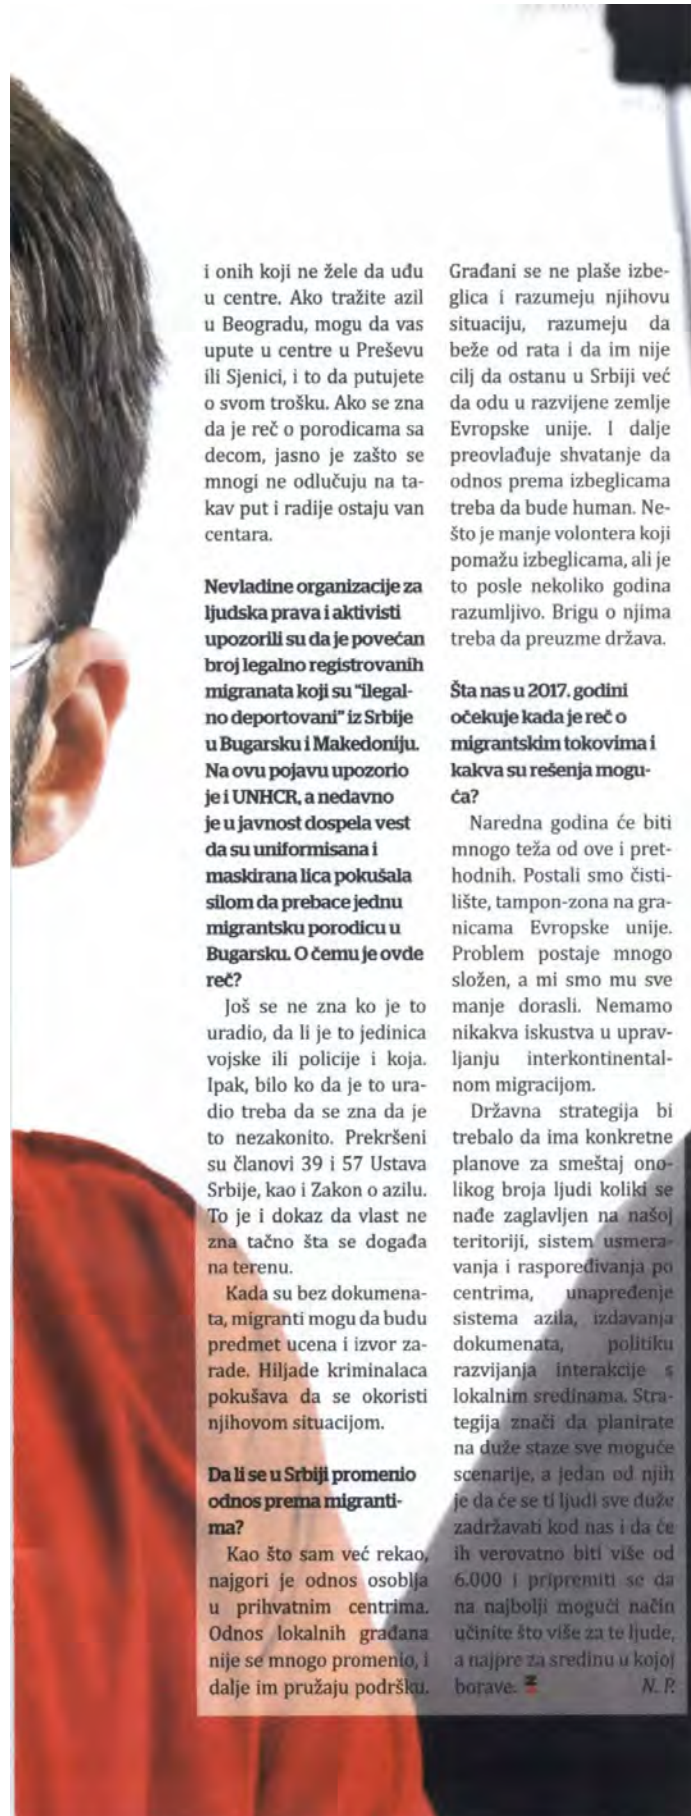 i onih koji ne žele da uđu
u centre. Ako tražite azil
u Beogradu, mogu da vas
upute u centre u Preševu
ili Sjenici, i to da putujete
o svom trošku. Ako se zna
da je reč o porodicama sa
decom, jasno je zašto se
mnogi ne odlučuju na ta-
kav put i radije ostaju van
centara.
Nevladine organizacije za
ljudska prava i aktivisti
upozorili su da je povećan
broj legalno registrovanih
migranata koji su "ilegal-
no deportovani" iz Srbije
u Bugarsku i Makedoniju.
Na ovu pojavu upozorio
je i UNHCR, a nedavno
je u javnost dospela vest
da su uniformisana i
maskirana lica pokušala
silom da prebace jednu
migrantsku porodicu u
Bugarsku. O čemu je ovde
reč?
Još se ne zna ko je to
uradio, da li je to jedinica
vojske ili policije i koja.
Ipak, bilo ko da je to ura-
dio treba da se zna da je
to nezakonito. Prekršeni
su članovi 39 i 57 Ustava
Srbije, kao i Zakon o azilu.
To je i dokaz da vlast ne
zna tačno šta se događa
na terenu.
Kada su bez dokumena-
ta, migranti mogu da budu
predmet ucena i izvor za-
rade. Hiljade kriminalaca
pokušava da se okoristi
njihovom situacijom.
Da li se u Srbiji promenio
odnos prema migranti-
ma?
Kao što sam već rekao,
najgori je odnos osoblja
u prihvatnim centrima.
Odnos lokalnih građana
nije se mnogo promenio, i
dalje im pružaju podršku.
Građani se ne plaše izbe-
glica i razumeju njihovu
situaciju, razumeju da
beže od rata i da im nije
cilj da ostanu u Srbiji već
da odu u razvijene zemlje
Evropske unije. I dalje
preovlađuje shvatanje da
odnos prema izbeglicama
treba da bude human. Ne-
što je manje volontera koji
pomažu izbeglicama, ali je
to posle nekoliko godina
razumljivo. Brigu o njima
treba da preuzme država.
Šta nas u 2017. godini
očekuje kada je reč o
migrantskim tokovima i
kakva su rešenja mogu-
ća?
Naredna godina će biti
mnogo teža od ove i pret-
hodnih. Postali smo čisti-
lište, tampon-zona na gra-
nicama Evropske unije.
Problem postaje mnogo
složen, a mi smo mu sve
manje dorasli. Nemamo
nikakva iskustva u uprav-
ljanju interkontinental-
nom migracijom.
Državna strategija bi
trebalo da ima konkretne
planove za smeštaj ono-
likog broja ljudi koliki se
nađe zaglavljen na našoj
teritoriji, sistem usmera-
vanja i raspoređivanja po
centrima, unapređenje
sistema azila, izdavanja
dokumenata, politiku
razvijanja interakcije s
lokalnim sredinama. Stra-
tegija znači da planirate
na duže staze sve moguće
scenarije, a jedan od njih
je da će se ti ljudi sve duže
zadržavati kod nas i da će
ih verovatno biti više od
6.000 i pripremiti se da
na najbolji mogući način
učinite što više za te ljude,
a najpre za sredinu u kojoj
borave. N. P.